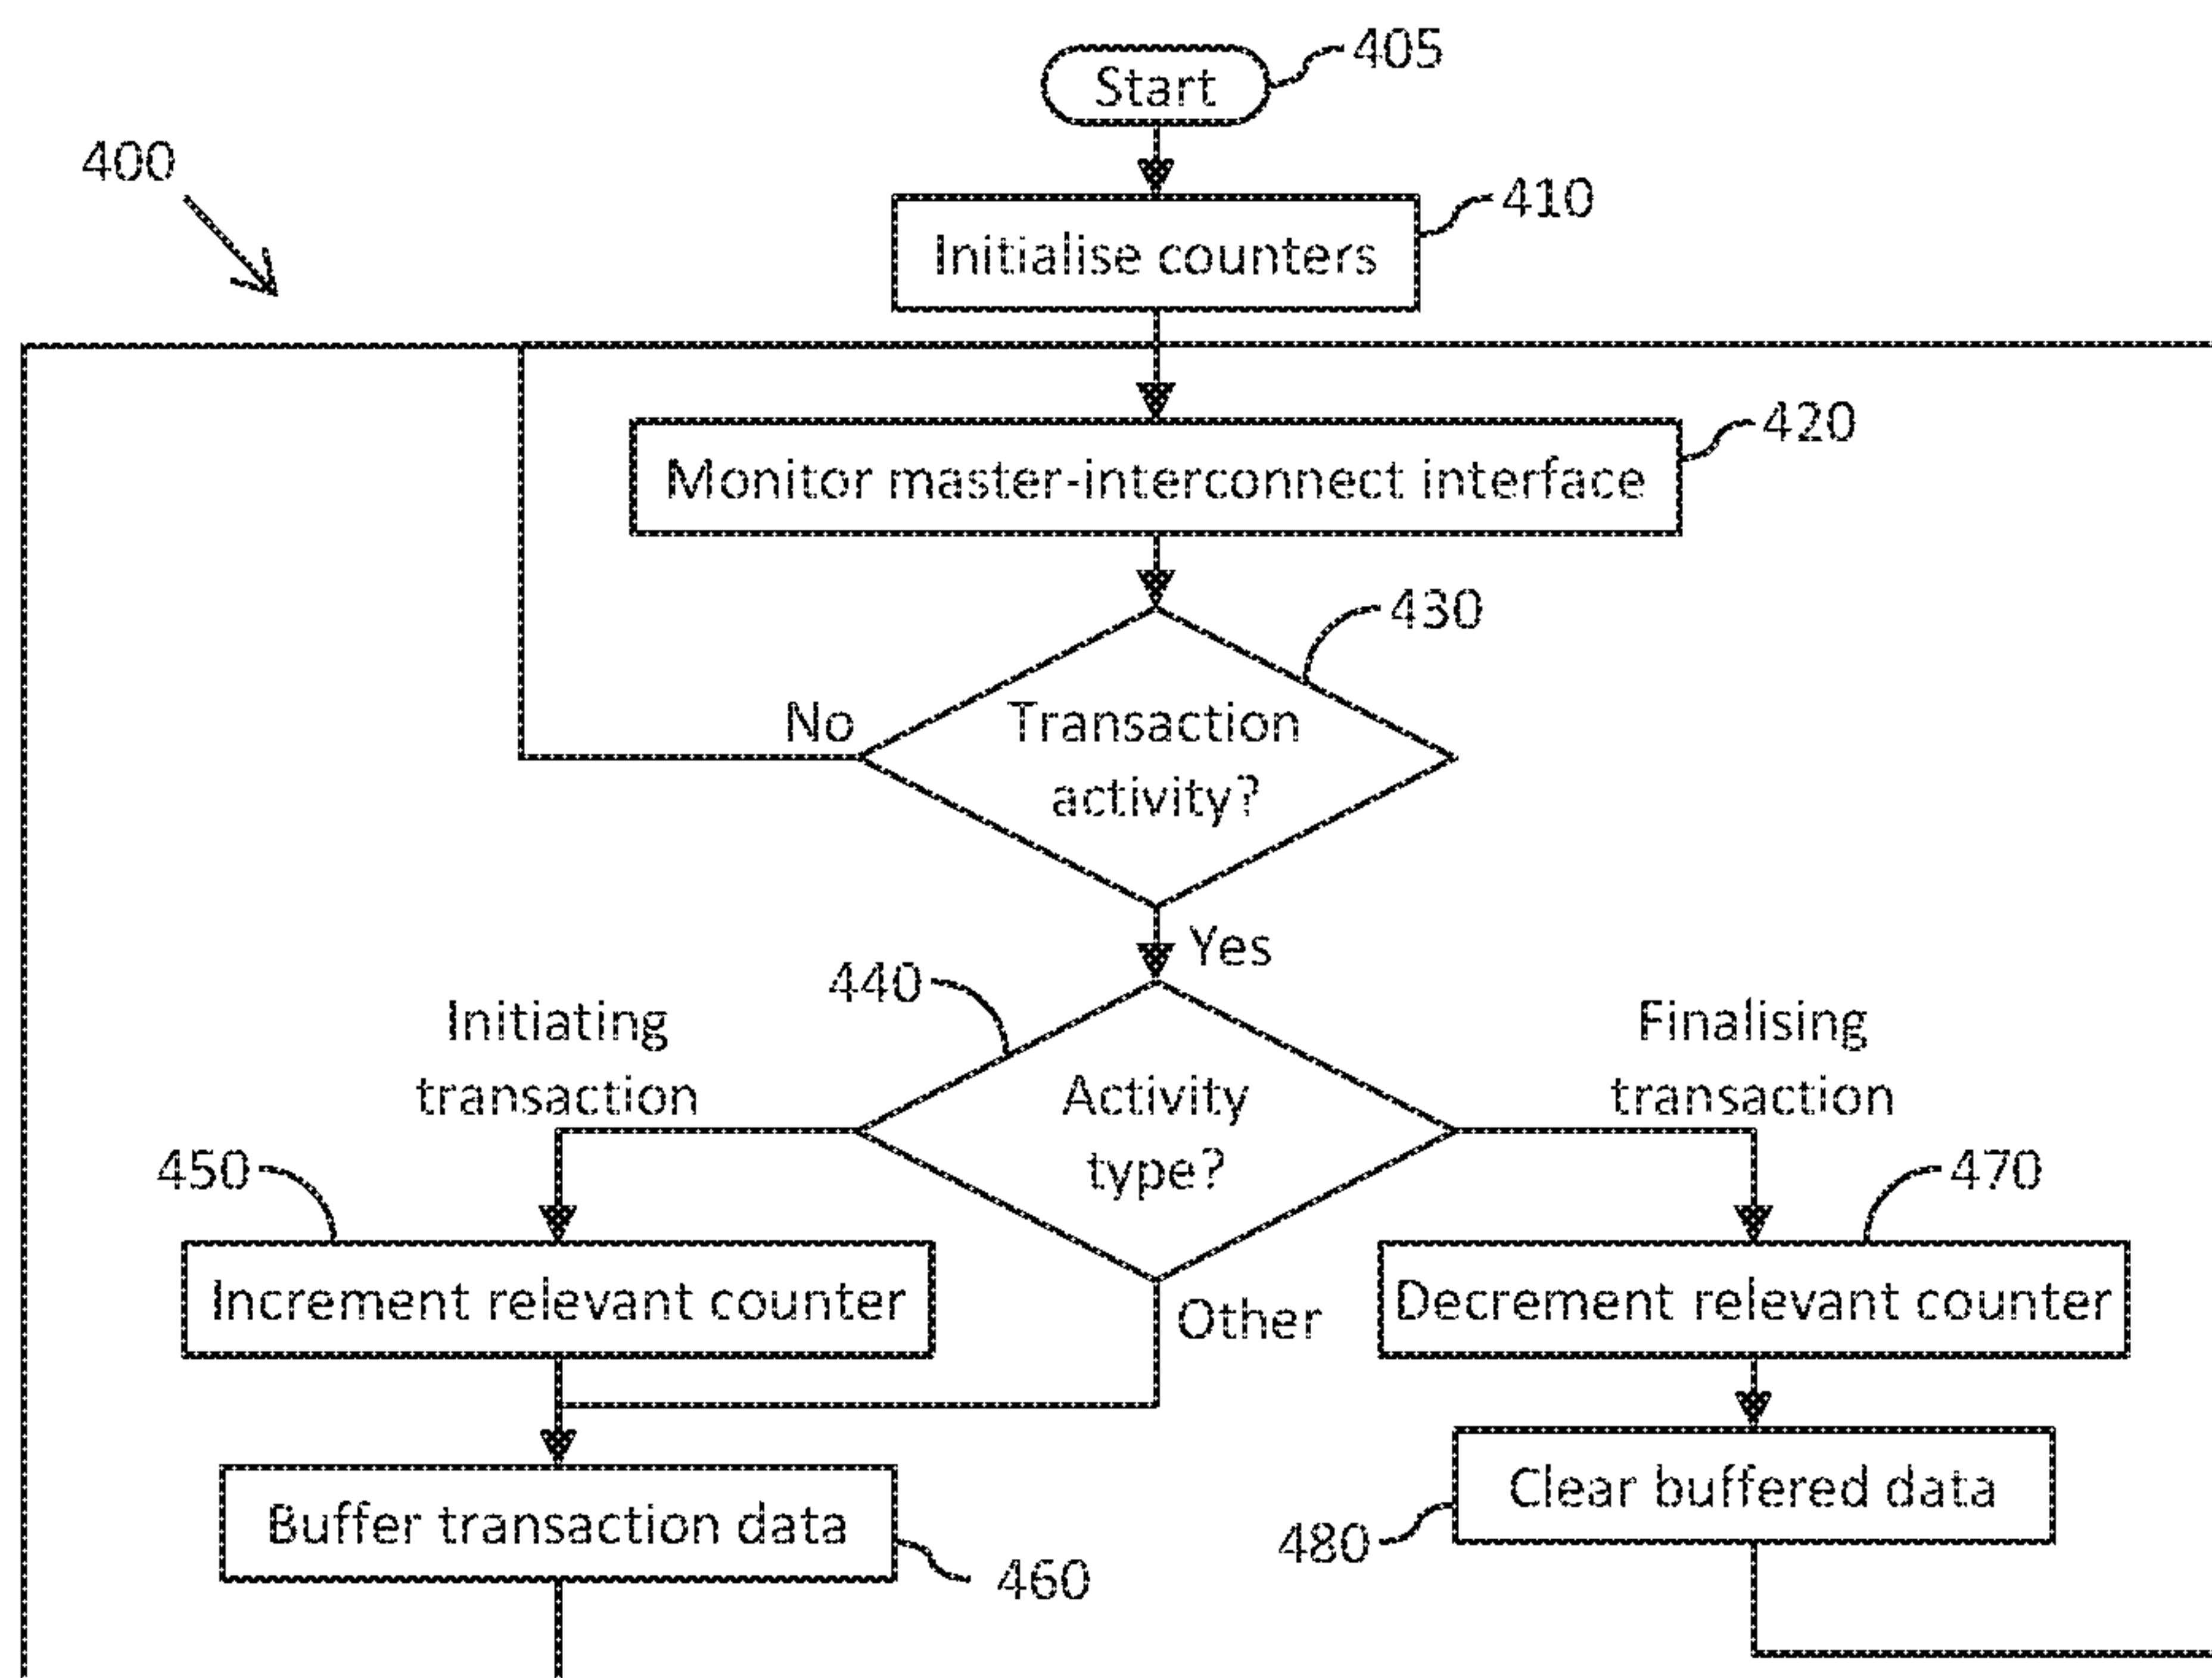 Start
405
400
410
Initialise counters
420
Monitor master-interconnect interface
430
No
Transaction
activity?
Yes
440
Initiating
transaction
Finalising
transaction
Activity
type?
450
470
Increment relevant counter
Other
Decrement relevant counter
Buffer transaction data
460
Clear buffered data
480